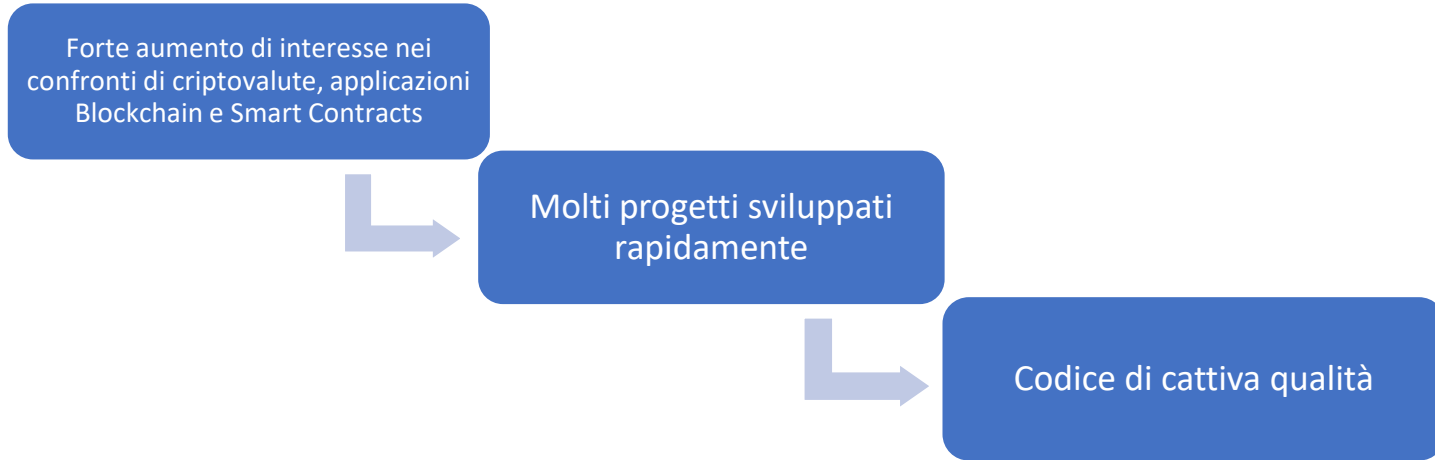 Forte aumento di interesse nei
confronti di criptovalute, applicazioni
Blockchain e Smart Contracts
Molti progetti sviluppati
rapidamente
Codice di cattiva qualità